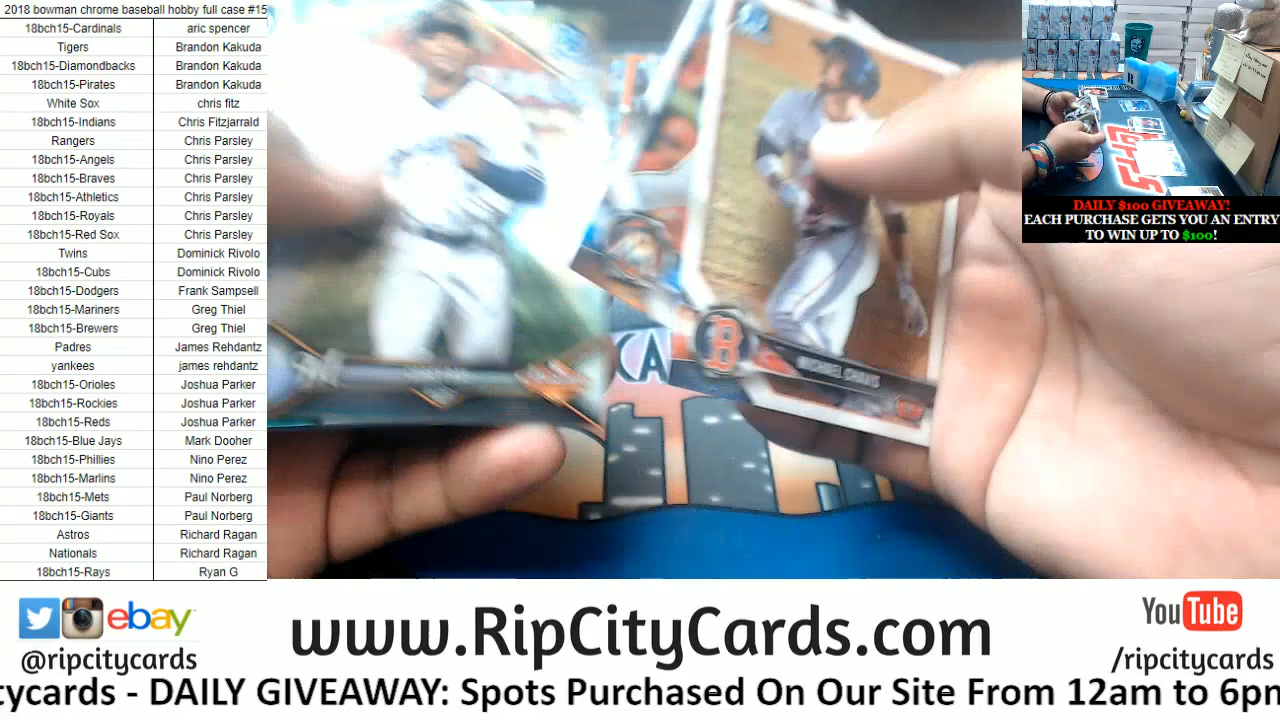 2018 bowman chrome baseball hobby full case #15
18bch15-Cardinals aric spencer
Tigers Brandon Kakuda
18bch15-Diamondbacks Brandon Kakuda
18bch15-Pirates Brandon Kakuda
White Sox chris fitz
18bch15-Indians Chris Fitzjarrald
Rangers Chris Parsley
18bch15-Angels Chris Parsley
18bch15-Braves Chris Parsley
18bch15-Athletics Chris Parsley
18bch15-Royals Chris Parsley
18bch15-Red Sox Chris Parsley
Twins Dominick Rivolo
18bch15-Cubs Dominick Rivolo
18bch15-Dodgers Frank Sampsell
18bch15-Mariners Greg Thiel
18bch15-Brewers Greg Thiel
Padres James Rehdantz
yankees james rehdantz
18bch15-Orioles Joshua Parker
18bch15-Rockies Joshua Parker
18bch15-Reds Joshua Parker
18bch15-Blue Jays Mark Dooher
18bch15-Phillies Nino Perez
18bch15-Marlins Nino Perez
18bch15-Mets Paul Norberg
18bch15-Giants Paul Norberg
Astros Richard Ragan
Nationals Richard Ragan
18bch15-Rays Ryan G
B
MICHAEL CHAVIS
CA
DAILY $100 GIVEAWAY!
EACH PURCHASE GETS YOU AN ENTRY
TO WIN UP TO $100!
ebay
@ripcitycards
www.RipCityCards.com
YouTube
/ripcitycards
tycards - DAILY GIVEAWAY: Spots Purchased On Our Site From 12am to 6pm